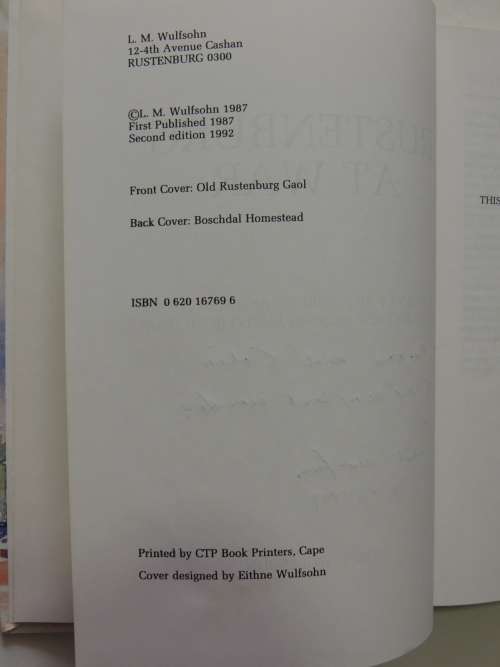 L. M. Wulfsohn
12-4th Avenue Cashan
RUSTENBURG 0300
©L. M. Wulfsohn 1987
First Published 1987
Second edition 1992
Front Cover: Old Rustenburg Gaol
Back Cover: Boschdal Homestead
ISBN 0 620 16769 6
Printed by CTP Book Printers, Cape
Cover designed by Eithne Wulfsohn
THIS